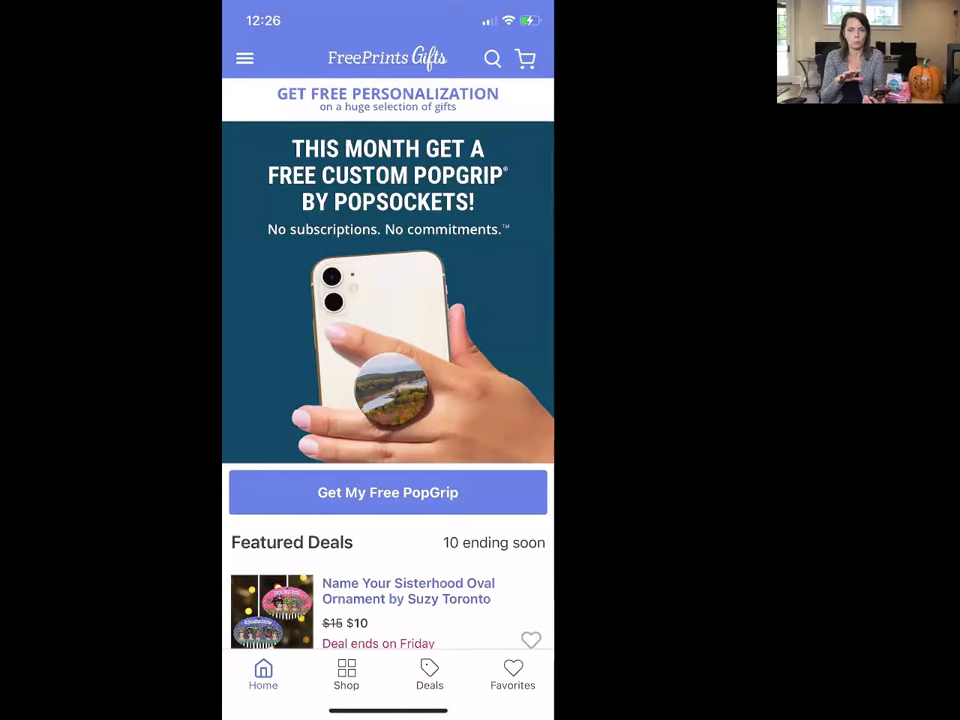 12:26
FreePrints Gifts
GET FREE PERSONALIZATION
on a huge selection of gifts
THIS MONTH GET A
FREE CUSTOM POPGRIP®
BY POPSOCKETS!
No subscriptions. No commitments.™
Get My Free PopGrip
Featured Deals 10 ending soon
Name Your Sisterhood Oval
Ornament by Suzy Toronto
$15 $10
Deal ends on Friday
Home Shop Deals Favorites